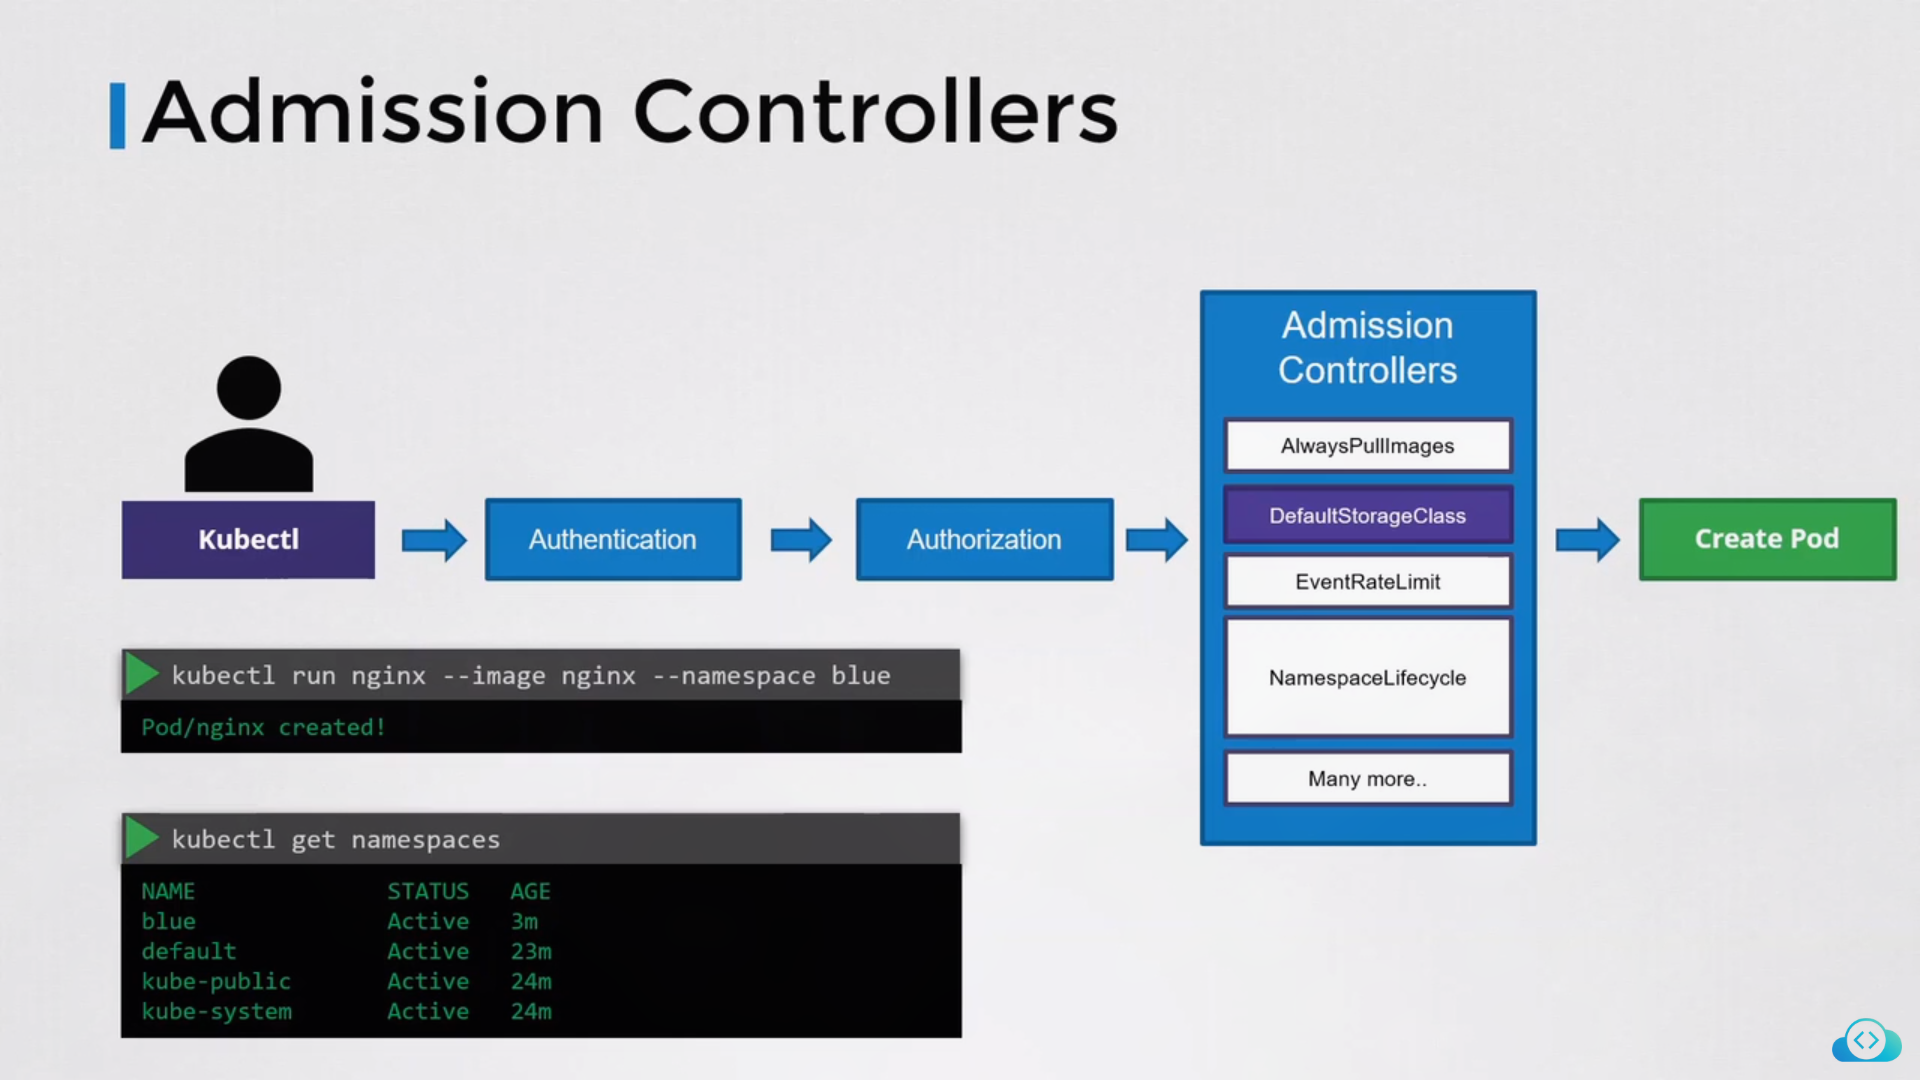 Admission Controllers
Kubectl
Authentication
Authorization
Admission
Controllers
AlwaysPullImages
DefaultStorageClass
EventRateLimit
NamespaceLifecycle
Many more..
Create Pod
kubectl run nginx --image nginx --namespace blue
Pod/nginx created!
kubectl get namespaces
NAME STATUS AGE
blue Active 3m
default Active 23m
kube-public Active 24m
kube-system Active 24m